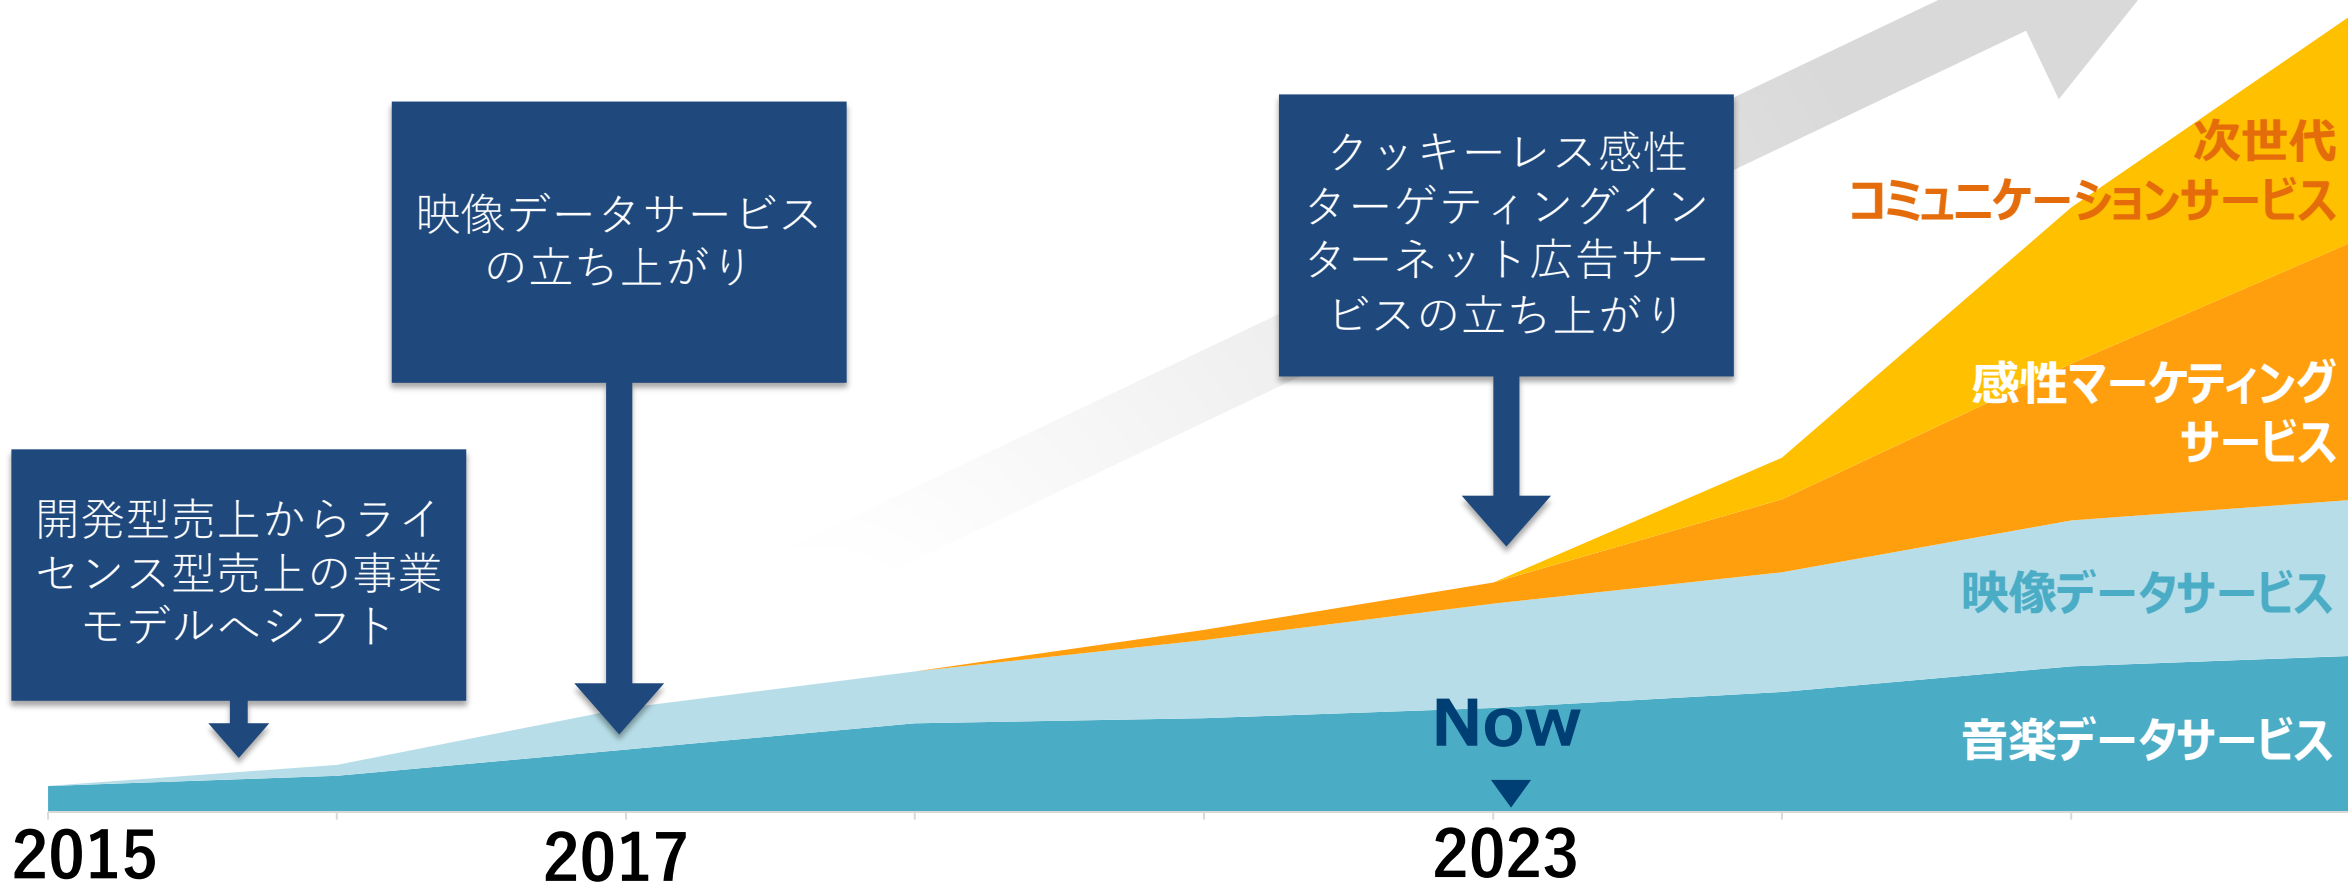 映像データサービス
の立ち上がり
クッキーレス感性
ターゲティングイン
ターネット広告サー
ビスの立ち上がり
次世代
コミュニケーションサービス
感性マーケティング
サービス
開発型売上からライ
センス型売上の事業
モデルへシフト
映像データサービス
Now
音楽データサービス
2015
2017
2023